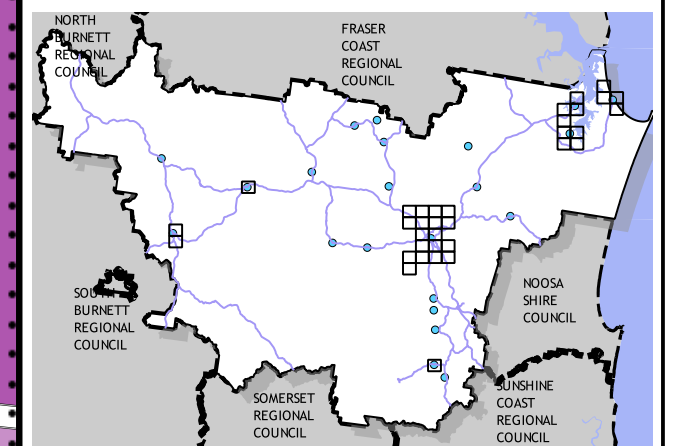 NORTH
BURNETT
REGIONAL
COUNCIL
FRASER
COAST
REGIONAL
COUNCIL
SOUTH
BURNETT
REGIONAL
COUNCIL
NOOSA
SHIRE
COUNCIL
SOMERSET
REGIONAL
COUNCIL
SUNSHINE
COAST
REGIONAL
COUNCIL